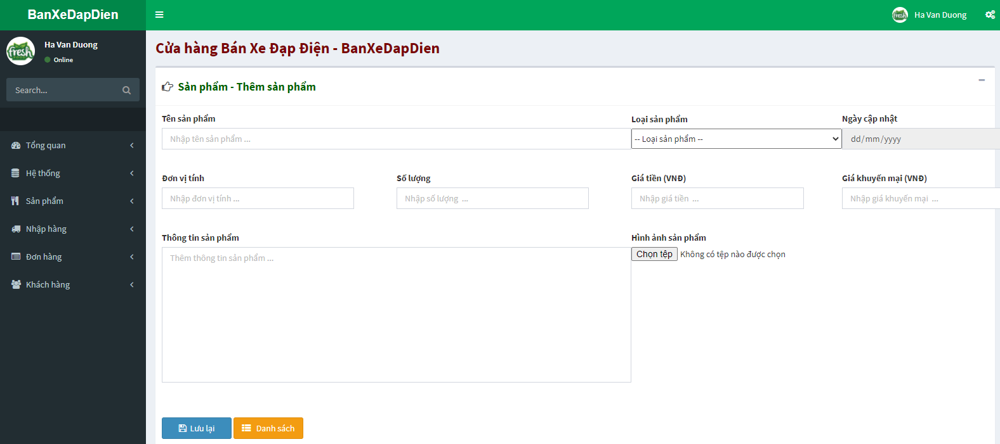 BanXeDapDien
Ha Van Duong
Ha Van Duong
Online
Search...
Tổng quan
Hệ thống
Sản phẩm
Nhập hàng
Đơn hàng
Khách hàng
Cửa hàng Bán Xe Đạp Điện - BanXeDapDien
Sản phẩm - Thêm sản phẩm
Tên sản phẩm
Loại sản phẩm
Ngày cập nhật
Nhập tên sản phẩm ...
-- Loại sản phẩm --
dd/mm/yyyy
Đơn vị tính
Số lượng
Giá tiền (VNĐ)
Giá khuyến mại (VNĐ)
Nhập đơn vị tính ...
Nhập số lượng ...
Nhập giá tiền ...
Nhập giá khuyến mại ...
Thông tin sản phẩm
Hình ảnh sản phẩm
Thêm thông tin sản phẩm ...
Chọn tệp Không có tệp nào được chọn
Lưu lại
Danh sách
fresh
fresh